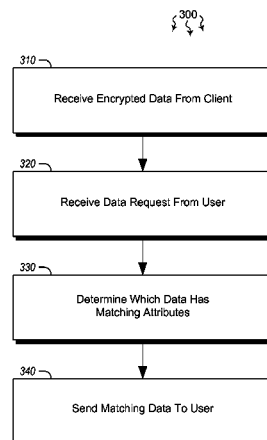 300
310
Receive Encrypted Data From Client
320
Receive Data Request From User
330
Determine Which Data Has
Matching Attributes
340
Send Matching Data To User